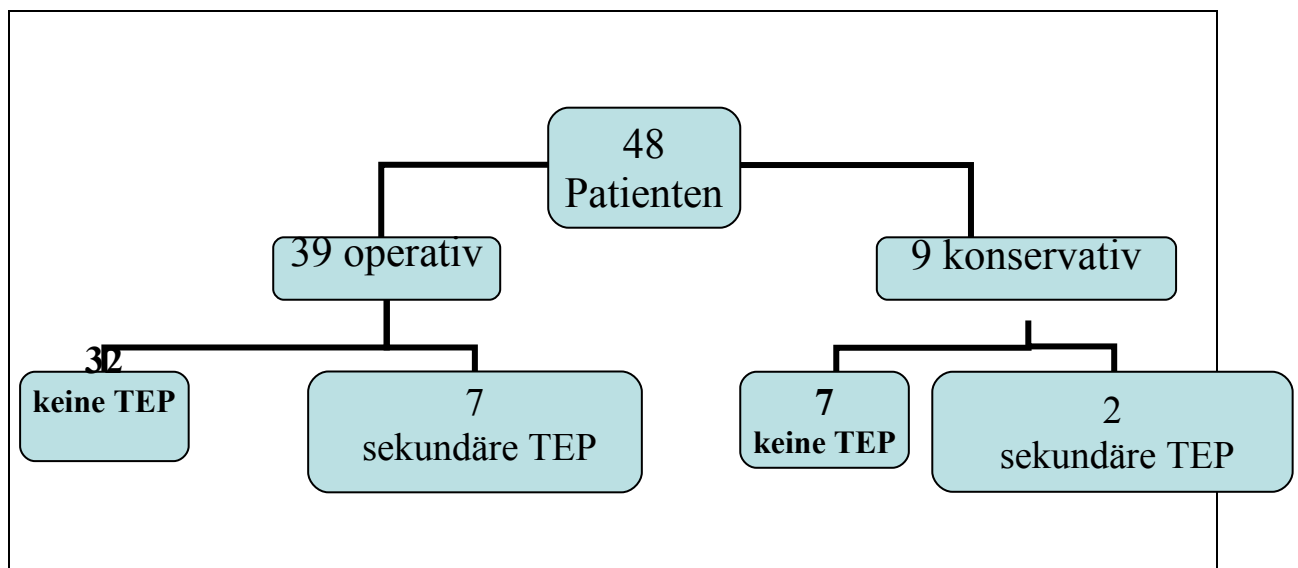 48
Patienten
39 operativ
9 konservativ
32
keine TEP
7
sekundäre TEP
7
keine TEP
2
sekundäre TEP